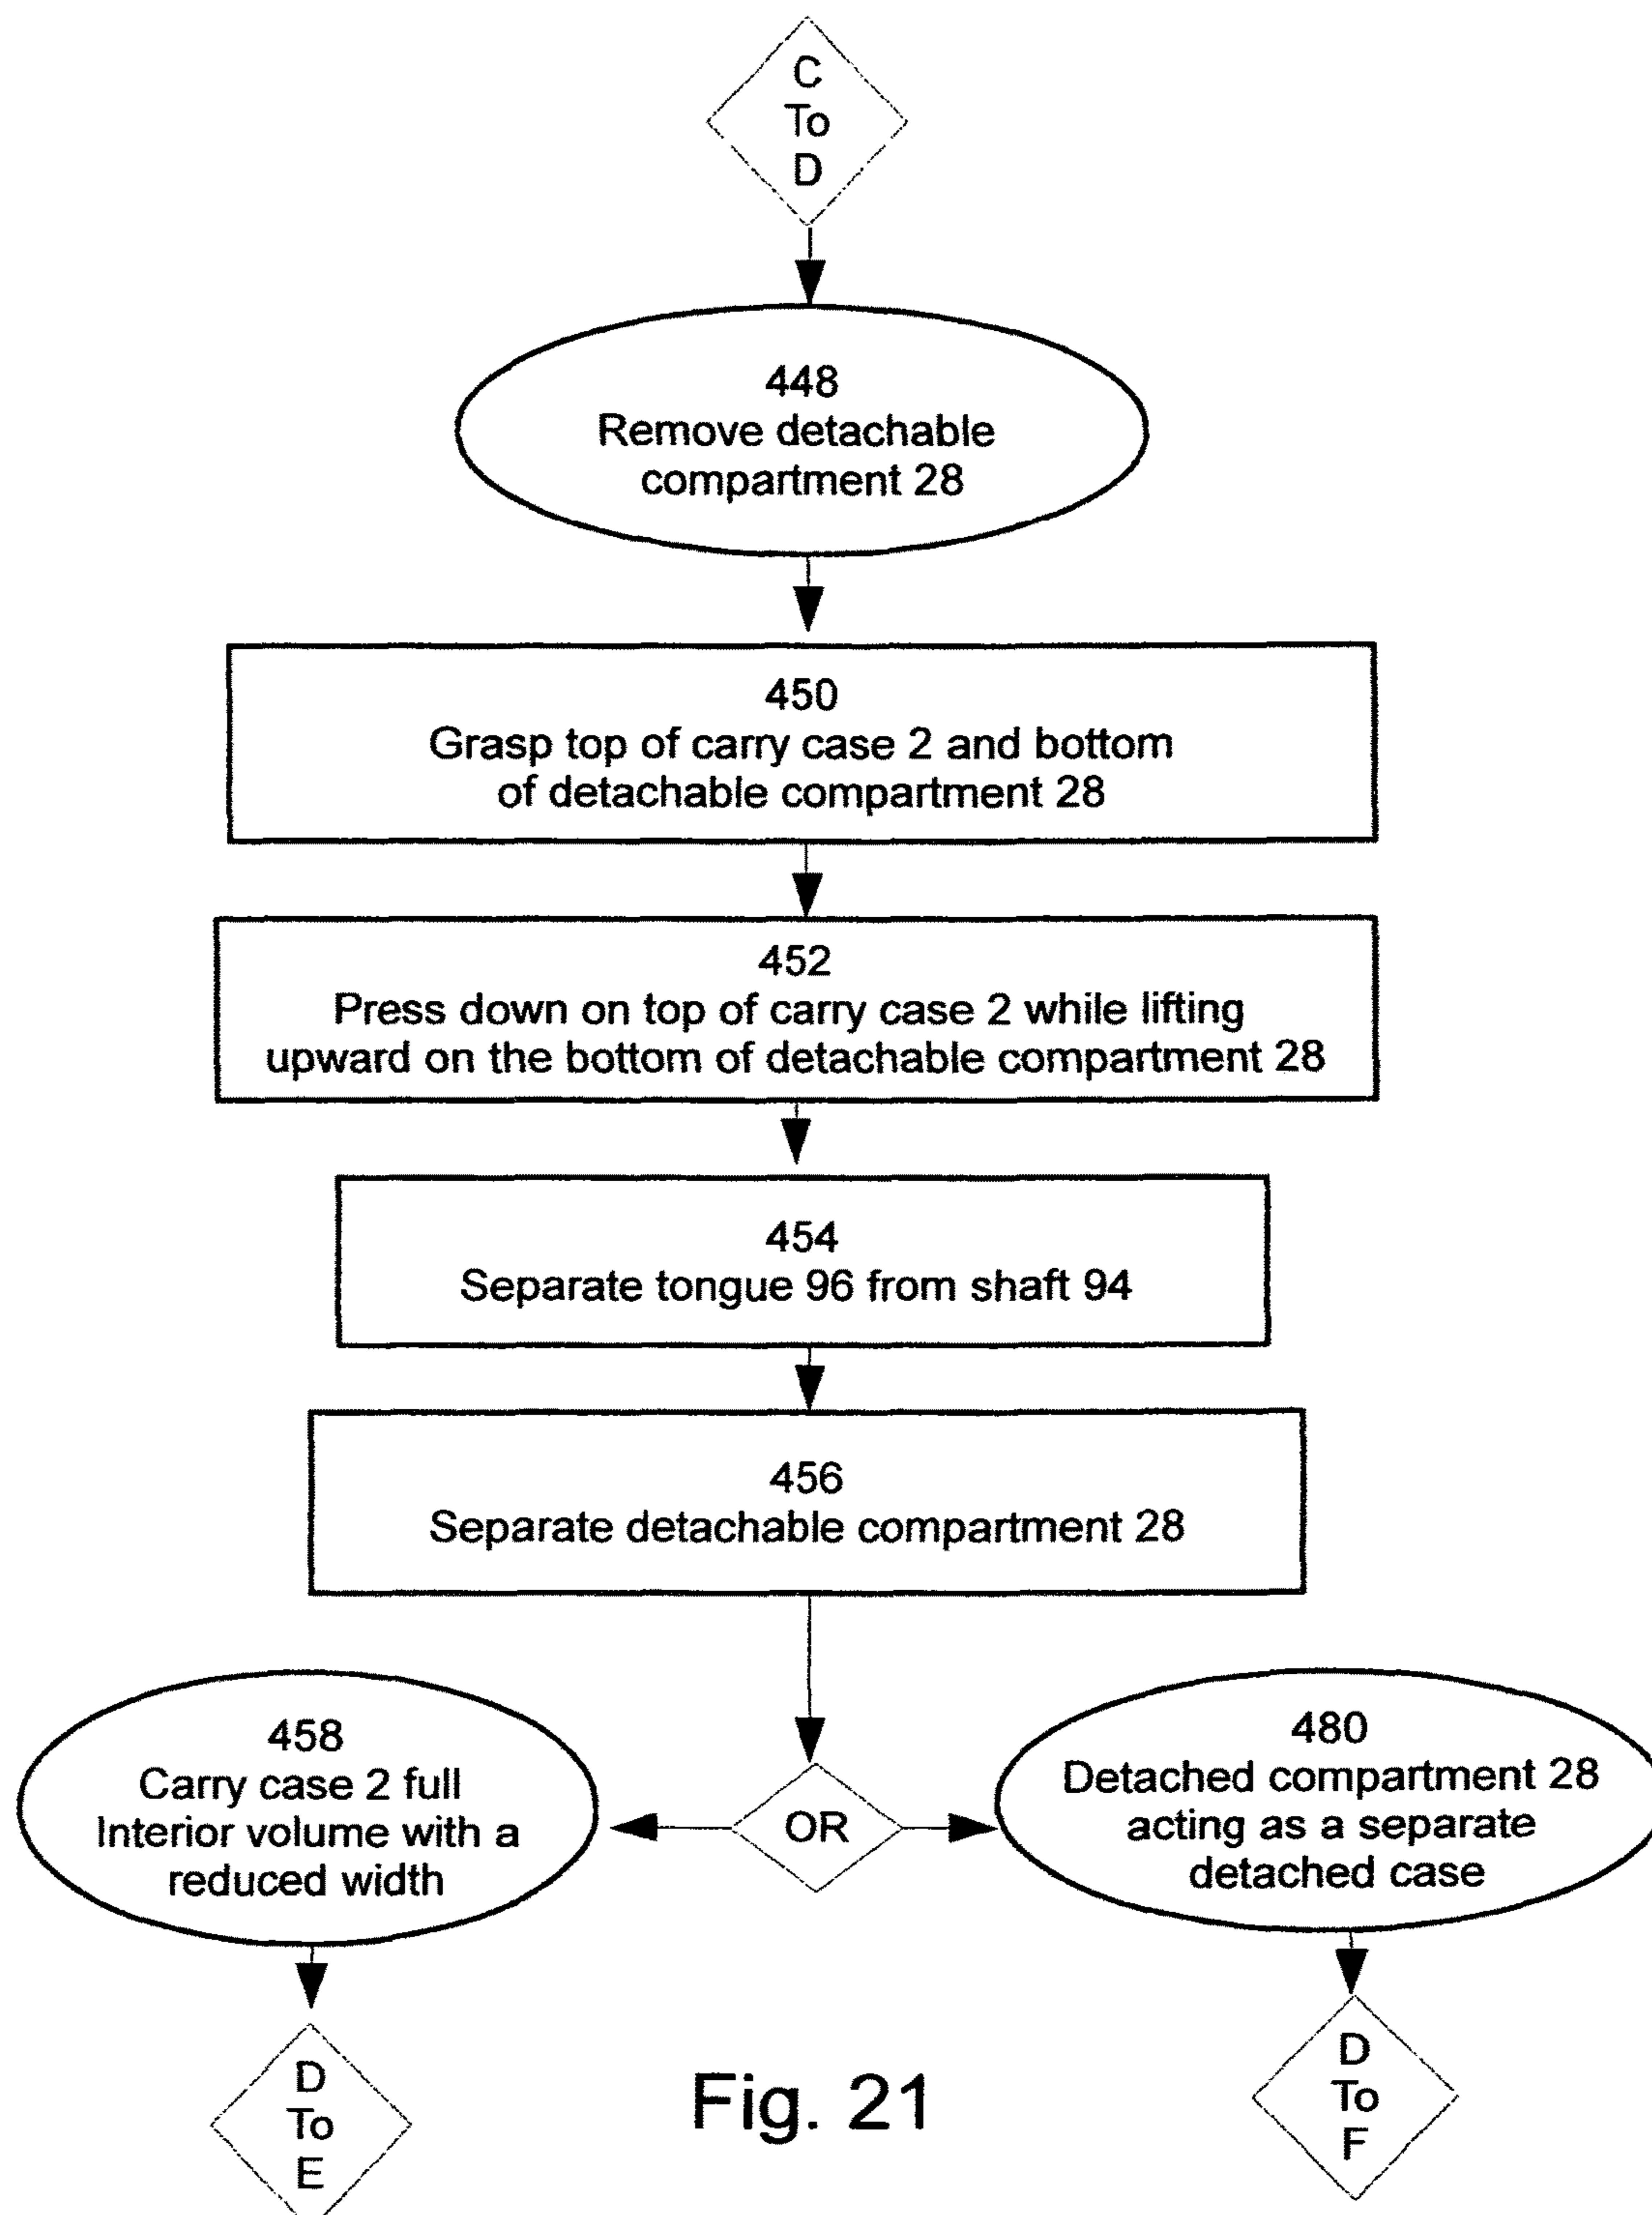 C
To
D
448
Remove detachable
compartment 28
450
Grasp top of carry case 2 and bottom
of detachable compartment 28
452
Press down on top of carry case 2 while lifting
upward on the bottom of detachable compartment 28
454
Separate tongue 96 from shaft 94
456
Separate detachable compartment 28
458
Carry case 2 full
Interior volume with a
reduced width
OR
480
Detached compartment 28
acting as a separate
detached case
D
To
E
Fig. 21
D
To
F